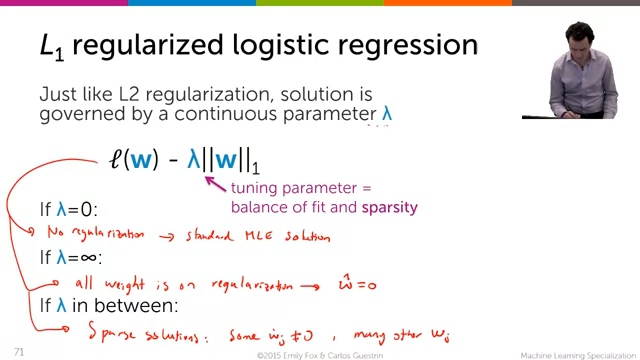 L1 regularized logistic regression
Just like L2 regularization, solution is
governed by a continuous parameter λ
ℓ(w) - λ||w||1
tuning parameter =
balance of fit and sparsity
If λ=0:
No regularization → standard MLE solution
If λ=∞:
all weight is on regularization → ŵ=0
If λ in between:
Sparse solutions: some ŵj ≠0, many other ŵj
71
©2015 Emily Fox & Carlos Guestrin
Machine Learning Specialization